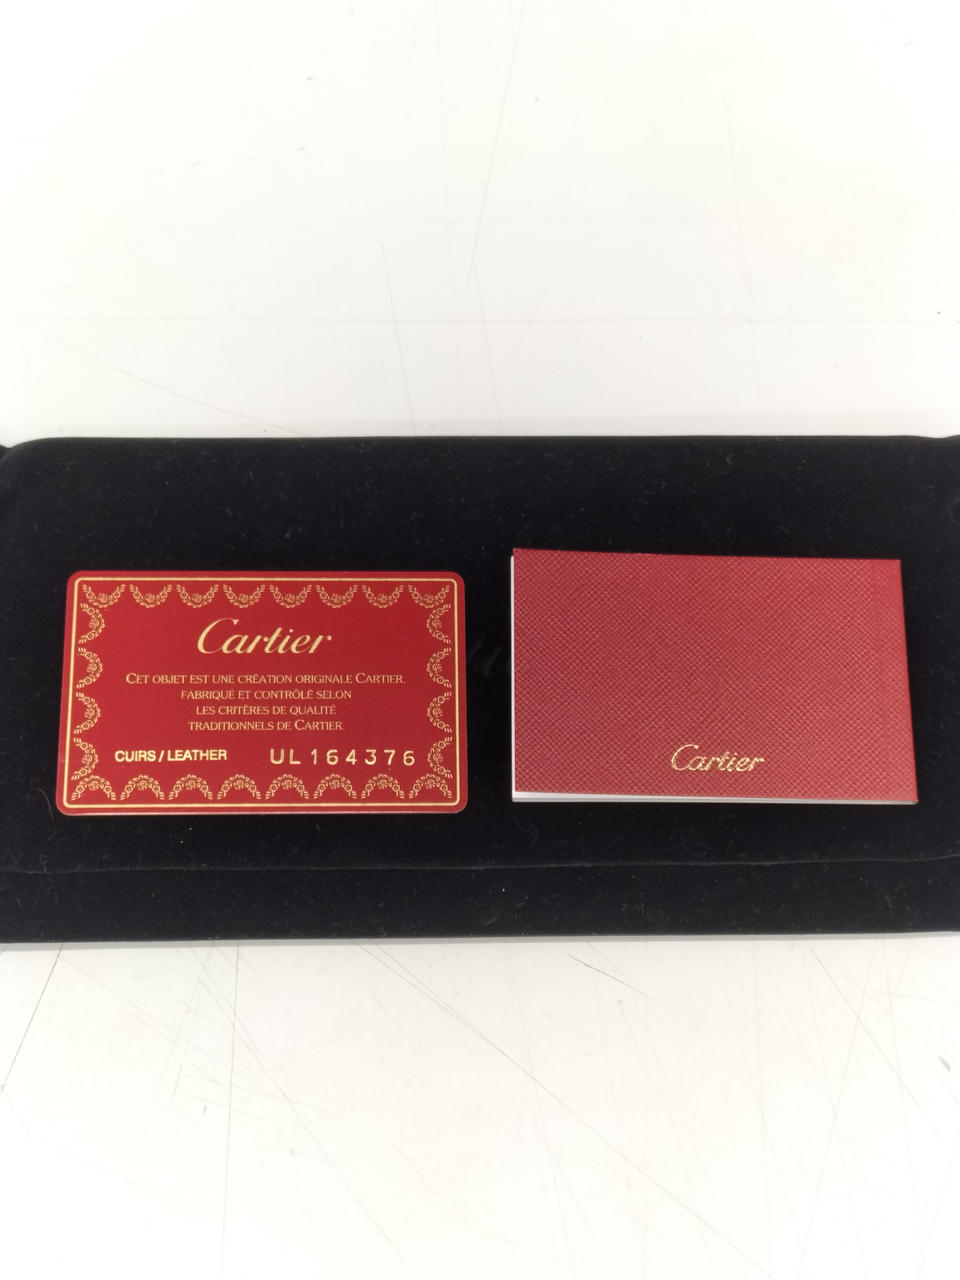 Cartier
CET OBJET EST UNE CRÉATION ORIGINALE CARTIER.
FABRIQUÉ ET CONTRÔLÉ SELON
LES CRITÈRES DE QUALITÉ
TRADITIONNELS DE CARTIER.
CUIRS / LEATHER UL164376
Cartier